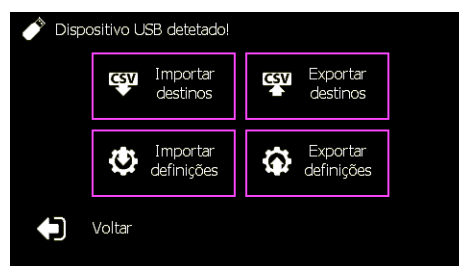 Dispositivo USB detetado!
CSV
Importar
destinos
CSV
Exportar
destinos
Importar
definições
Exportar
definições
Voltar